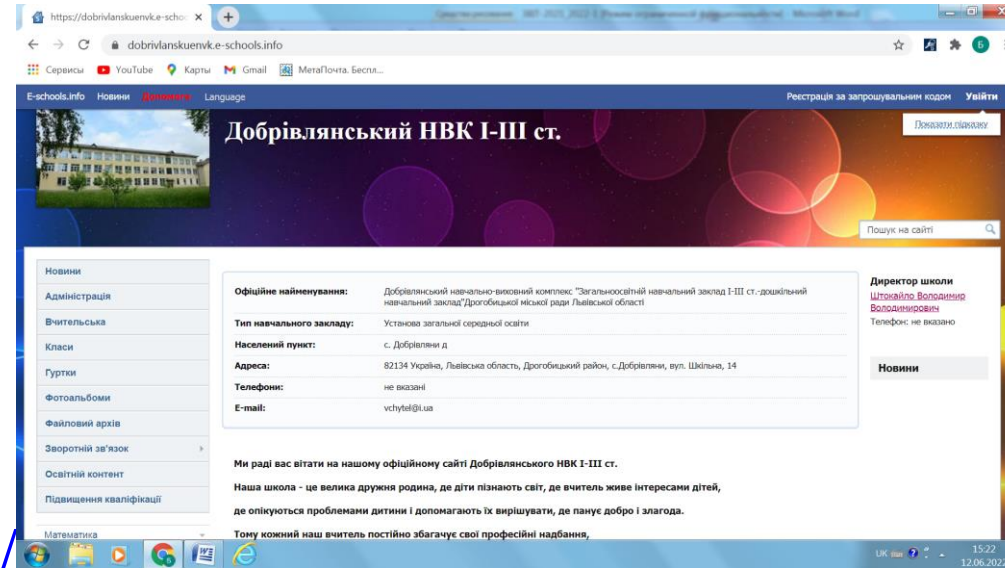 https://dobrivlanskuenvk.e-schoo
dobrivlanskuenvk.e-schools.info
Сервисы YouTube Карты Gmail МетаПочта. Беспл...
E-schools.info Новини Допомога Language Реєстрація за запрошувальним кодом Увійти
Показати підказку
Добрівлянський НВК І-ІІІ ст.
Пошук на сайті
Новини
Адміністрація
Вчительська
Класи
Гуртки
Фотоальбоми
Файловий архів
Зворотній зв'язок
Освітній контент
Підвищення кваліфікації
Математика
Офіційне найменування: Добрівлянський навчально-виховний комплекс "Загальноосвітній навчальний заклад І-ІІІ ст.-дошкільний
навчальний заклад"Дрогобицької міської ради Львівської області
Тип навчального закладу: Установа загальної середньої освіти
Населений пункт: с. Добрівляни д
Адреса: 82134 Україна, Львівська область, Дрогобицький район, с.Добрівляни, вул. Шкільна, 14
Телефони: не вказані
E-mail: vchytel@i.ua
Ми раді вас вітати на нашому офіційному сайті Добрівлянського НВК І-ІІІ ст.
Наша школа - це велика дружня родина, де діти пізнають світ, де вчитель живе інтересами дітей,
де опікуються проблемами дитини і допомагають їх вирішувати, де панує добро і злагода.
Тому кожний наш вчитель постійно збагачує свої професійні надбання,
Директор школи
Штокайло Володимир
Володимирович
Телефон: не вказано
Новини
UK
15:22
12.06.202